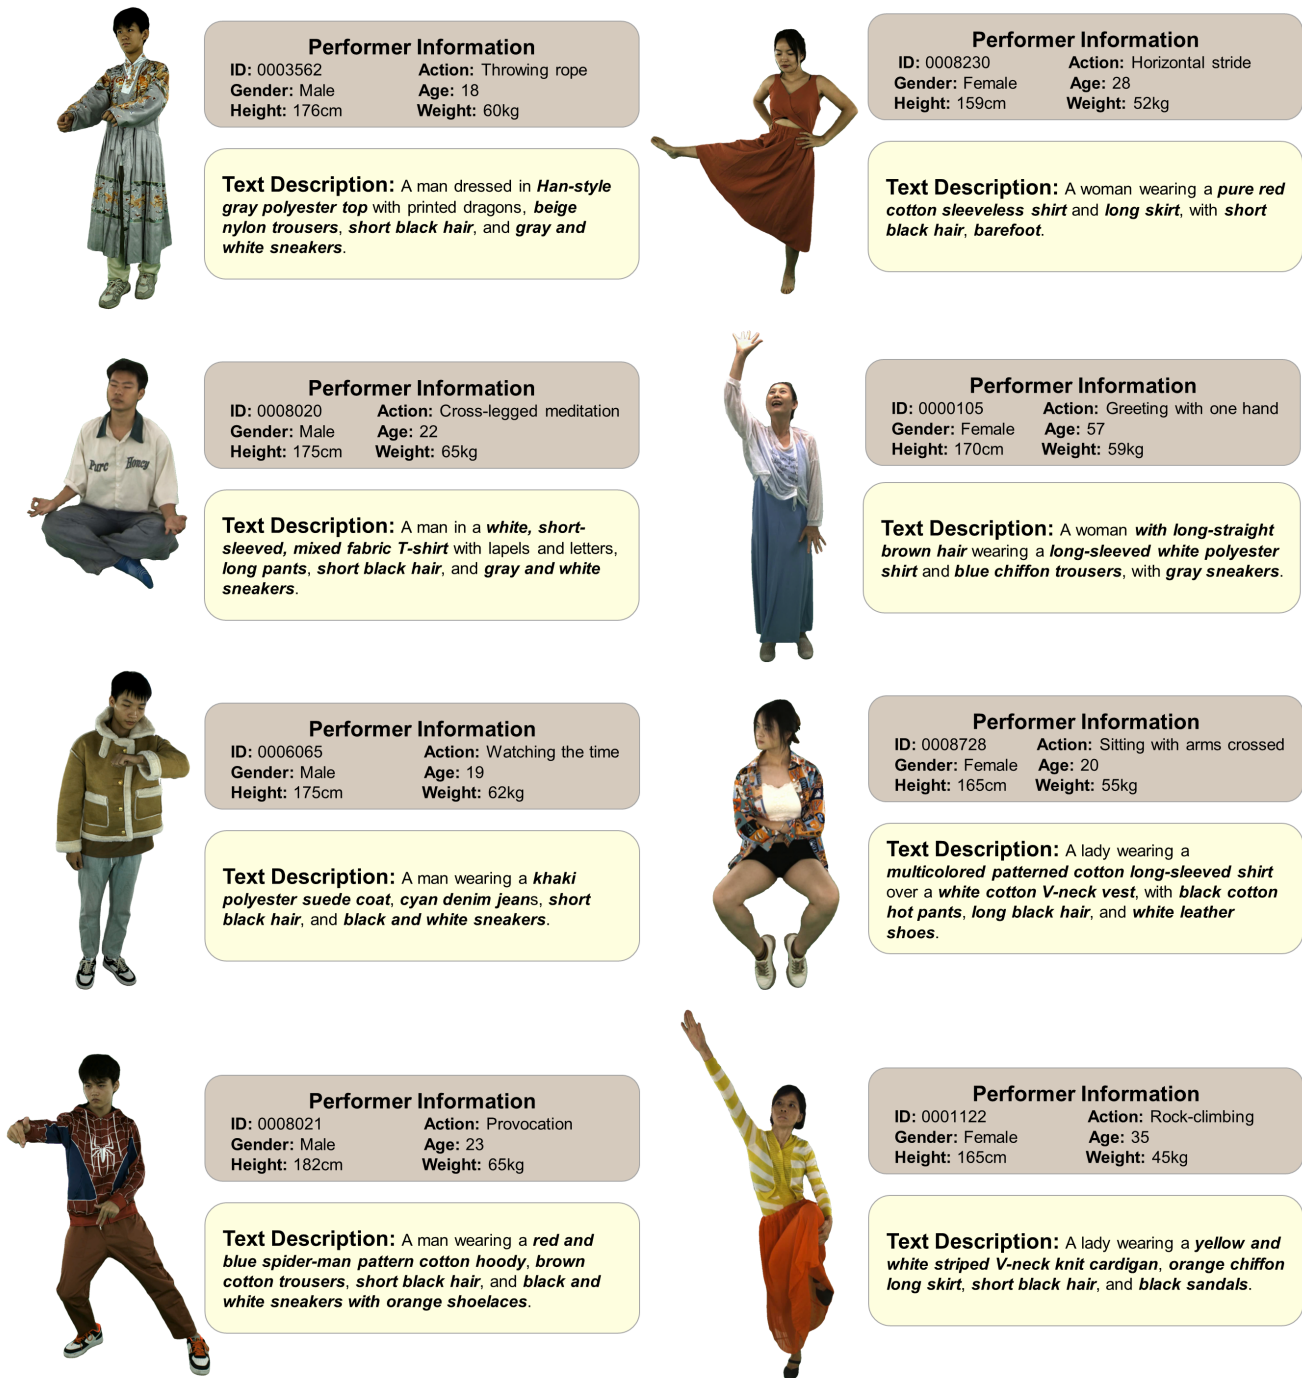 Performer Information
ID: 0003562 Action: Throwing rope
Gender: Male Age: 18
Height: 176cm Weight: 60kg
Text Description: A man dressed in Han-style
gray polyester top with printed dragons, beige
nylon trousers, short black hair, and gray and
white sneakers.
Performer Information
ID: 0008230 Action: Horizontal stride
Gender: Female Age: 28
Height: 159cm Weight: 52kg
Text Description: A woman wearing a pure red
cotton sleeveless shirt and long skirt, with short
black hair, barefoot.
Performer Information
ID: 0008020 Action: Cross-legged meditation
Gender: Male Age: 22
Height: 175cm Weight: 65kg
Pure Honey
Text Description: A man in a white, short-
sleeved, mixed fabric T-shirt with lapels and letters,
long pants, short black hair, and gray and white
sneakers.
Performer Information
ID: 0000105 Action: Greeting with one hand
Gender: Female Age: 57
Height: 170cm Weight: 59kg
Text Description: A woman with long-straight
brown hair wearing a long-sleeved white polyester
shirt and blue chiffon trousers, with gray sneakers.
Performer Information
ID: 0006065 Action: Watching the time
Gender: Male Age: 19
Height: 175cm Weight: 62kg
Text Description: A man wearing a khaki
polyester suede coat, cyan denim jeans, short
black hair, and black and white sneakers.
Performer Information
ID: 0008728 Action: Sitting with arms crossed
Gender: Female Age: 20
Height: 165cm Weight: 55kg
Text Description: A lady wearing a
multicolored patterned cotton long-sleeved shirt
over a white cotton V-neck vest, with black cotton
hot pants, long black hair, and white leather
shoes.
Performer Information
ID: 0008021 Action: Provocation
Gender: Male Age: 23
Height: 182cm Weight: 65kg
Text Description: A man wearing a red and
blue spider-man pattern cotton hoody, brown
cotton trousers, short black hair, and black and
white sneakers with orange shoelaces.
Performer Information
ID: 0001122 Action: Rock-climbing
Gender: Female Age: 35
Height: 165cm Weight: 45kg
Text Description: A lady wearing a yellow and
white striped V-neck knit cardigan, orange chiffon
long skirt, short black hair, and black sandals.